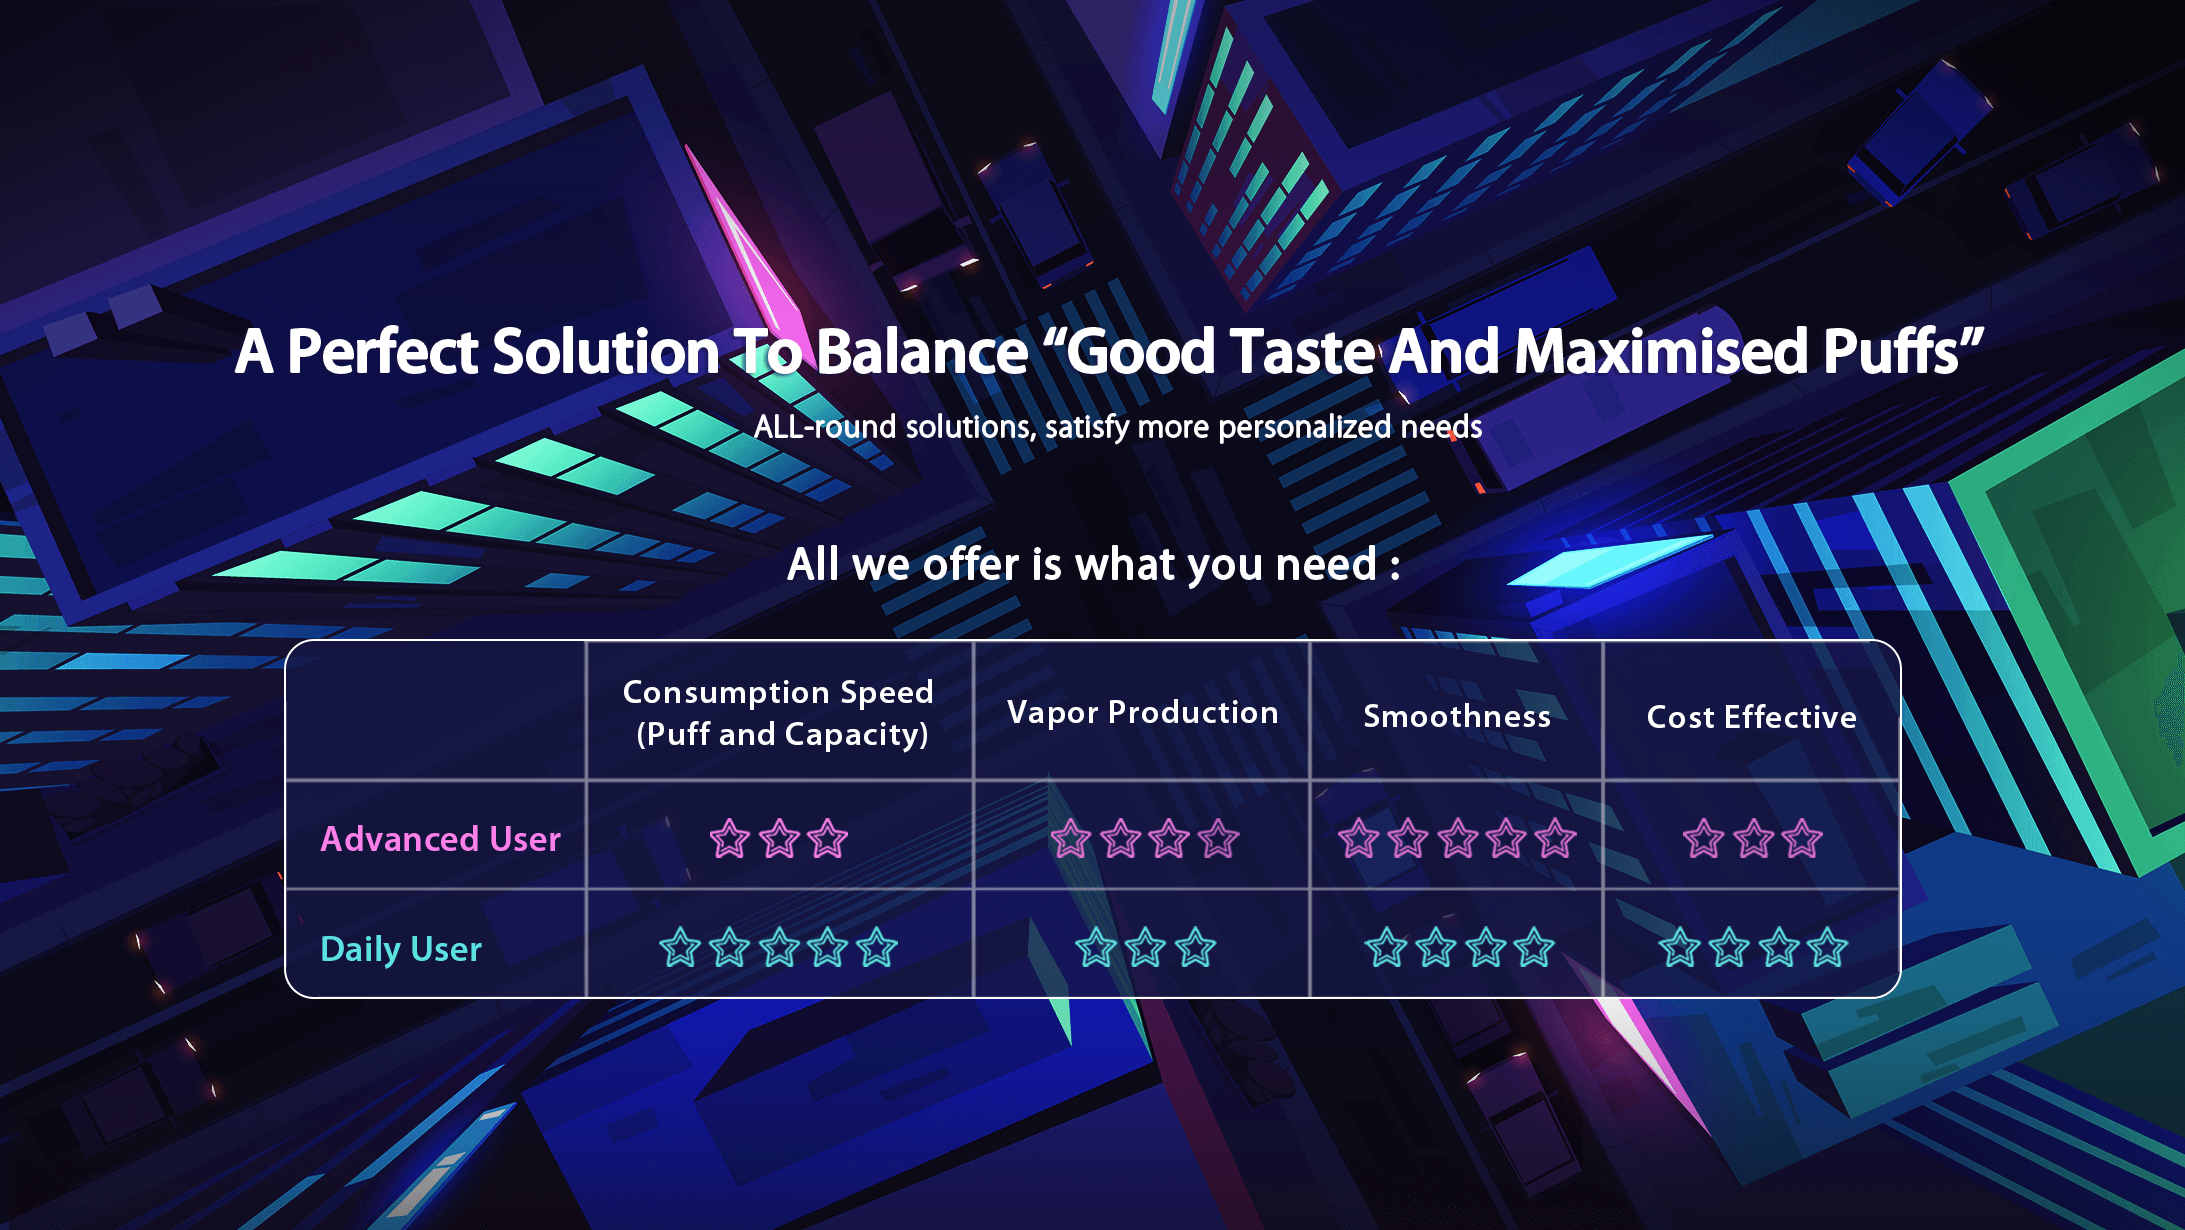 A Perfect Solution To Balance “Good Taste And Maximised Puffs”
ALL-round solutions, satisfy more personalized needs
All we offer is what you need :
Consumption Speed
(Puff and Capacity)
Vapor Production
Smoothness
Cost Effective
Advanced User
Daily User